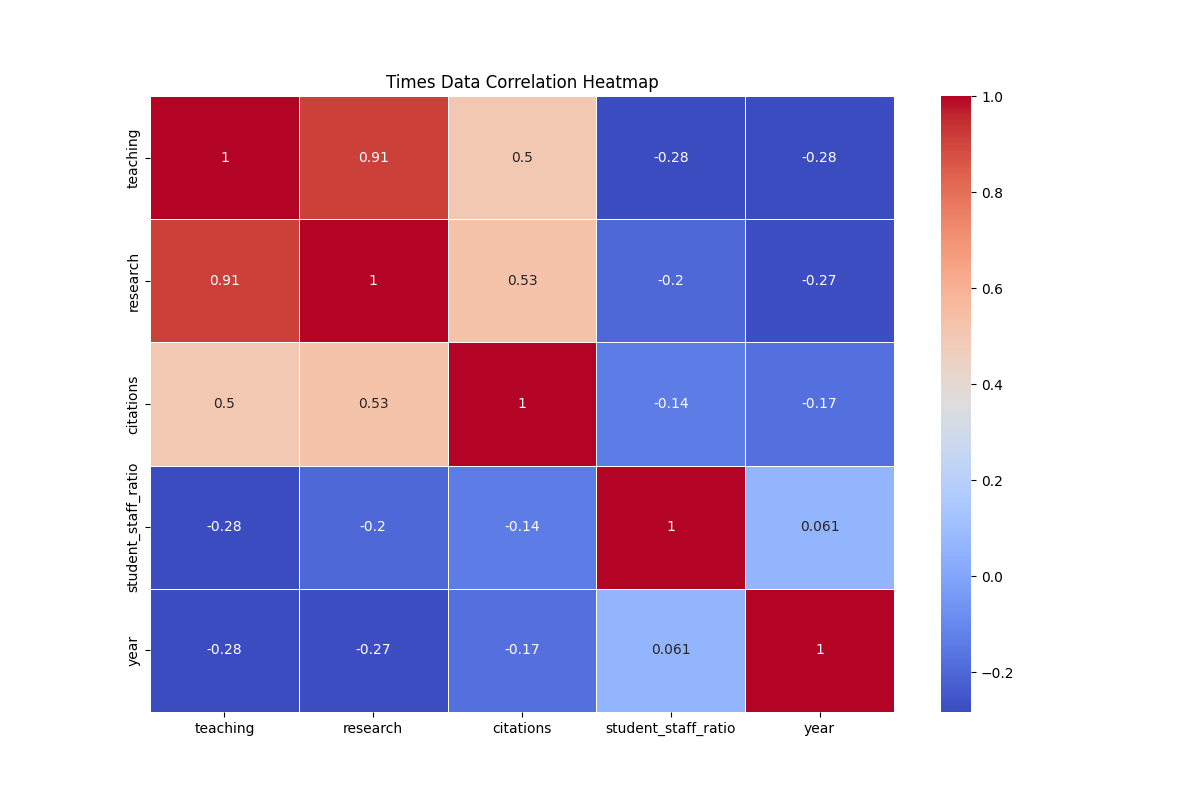 Times Data Correlation Heatmap
teaching
1
0.91
0.5
-0.28
-0.28
research
0.91
1
0.53
-0.2
-0.27
citations
0.5
0.53
1
-0.14
-0.17
student_staff_ratio
-0.28
-0.2
-0.14
1
0.061
year
-0.28
-0.27
-0.17
0.061
1
teaching
research
citations
student_staff_ratio
year
1.0
0.8
0.6
0.4
0.2
0.0
−0.2